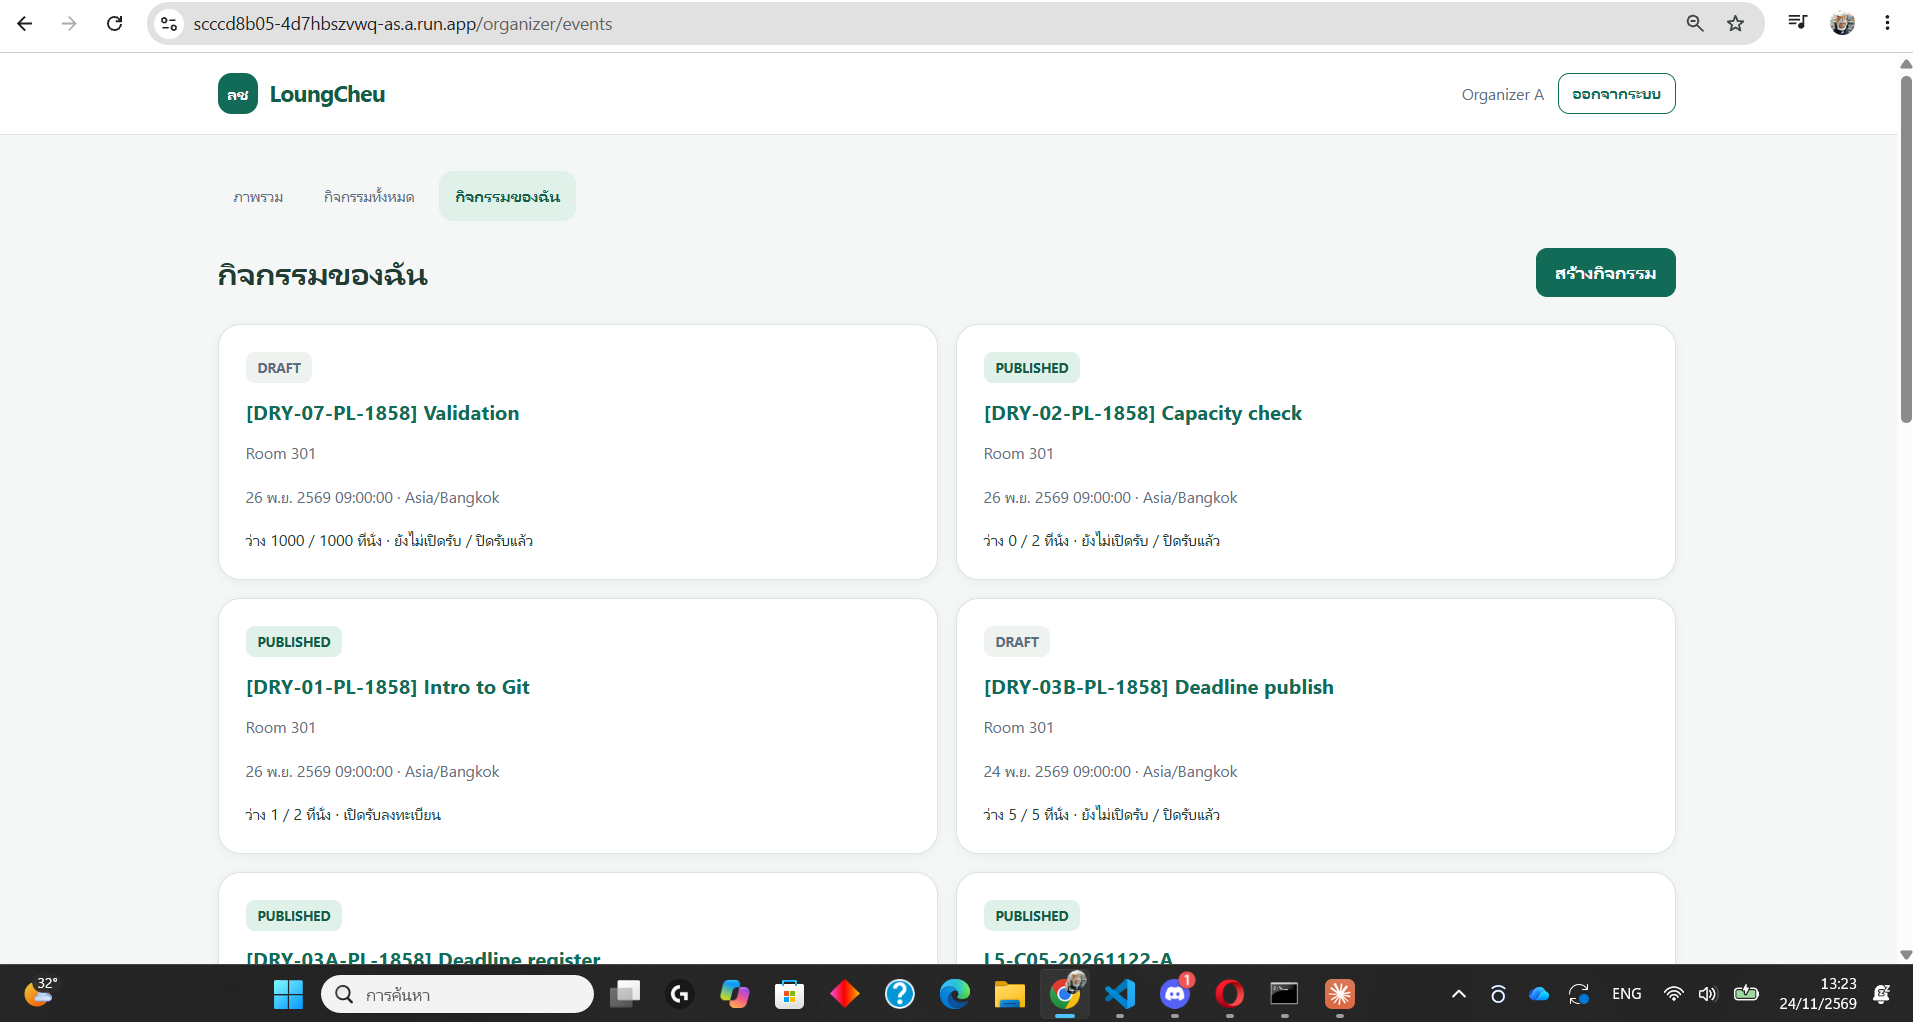 scccd8b05-4d7hbszvwq-as.a.run.app/organizer/events
ลช LoungCheu
Organizer A
ออกจากระบบ
ภาพรวม
กิจกรรมทั้งหมด
กิจกรรมของฉัน
กิจกรรมของฉัน
สร้างกิจกรรม
DRAFT
[DRY-07-PL-1858] Validation
Room 301
26 พ.ย. 2569 09:00:00 · Asia/Bangkok
ว่าง 1000 / 1000 ที่นั่ง · ยังไม่เปิดรับ / ปิดรับแล้ว
PUBLISHED
[DRY-02-PL-1858] Capacity check
Room 301
26 พ.ย. 2569 09:00:00 · Asia/Bangkok
ว่าง 0 / 2 ที่นั่ง · ยังไม่เปิดรับ / ปิดรับแล้ว
PUBLISHED
[DRY-01-PL-1858] Intro to Git
Room 301
26 พ.ย. 2569 09:00:00 · Asia/Bangkok
ว่าง 1 / 2 ที่นั่ง · เปิดรับลงทะเบียน
DRAFT
[DRY-03B-PL-1858] Deadline publish
Room 301
24 พ.ย. 2569 09:00:00 · Asia/Bangkok
ว่าง 5 / 5 ที่นั่ง · ยังไม่เปิดรับ / ปิดรับแล้ว
PUBLISHED
[DRY-03A-PL-1858] Deadline register
PUBLISHED
L5-C05-20261122-A
32°
การค้นหา
1
ENG
13:23
24/11/2569